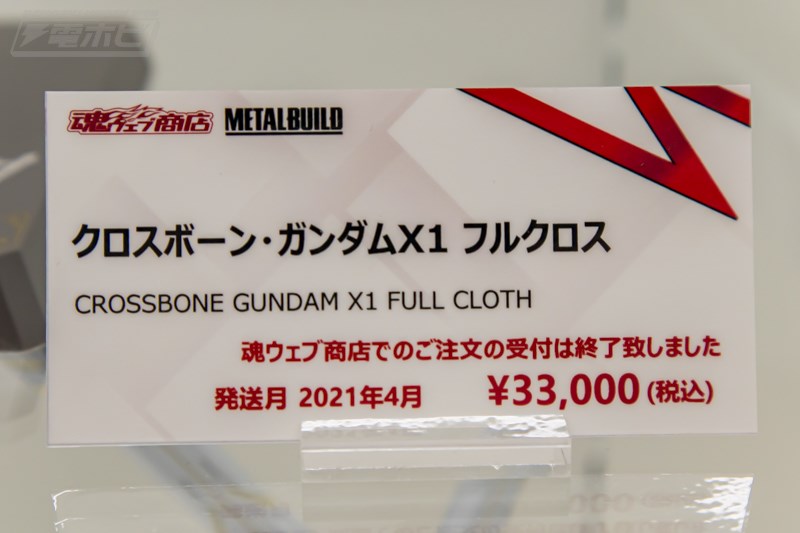 電ホビ
魂ウェブ商店 METAL BUILD
クロスボーン・ガンダムX1 フルクロス
CROSSBONE GUNDAM X1 FULL CLOTH
魂ウェブ商店でのご注文の受付は終了致しました
発送月 2021年4月 ¥33,000 (税込)